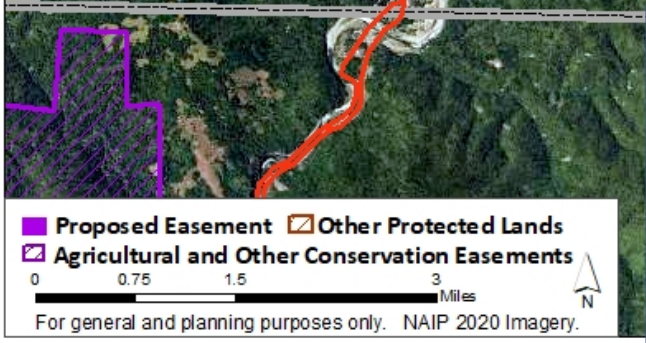 Proposed Easement Other Protected Lands
Agricultural and Other Conservation Easements
0 0.75 1.5 3
Miles
N
For general and planning purposes only. NAIP 2020 Imagery.